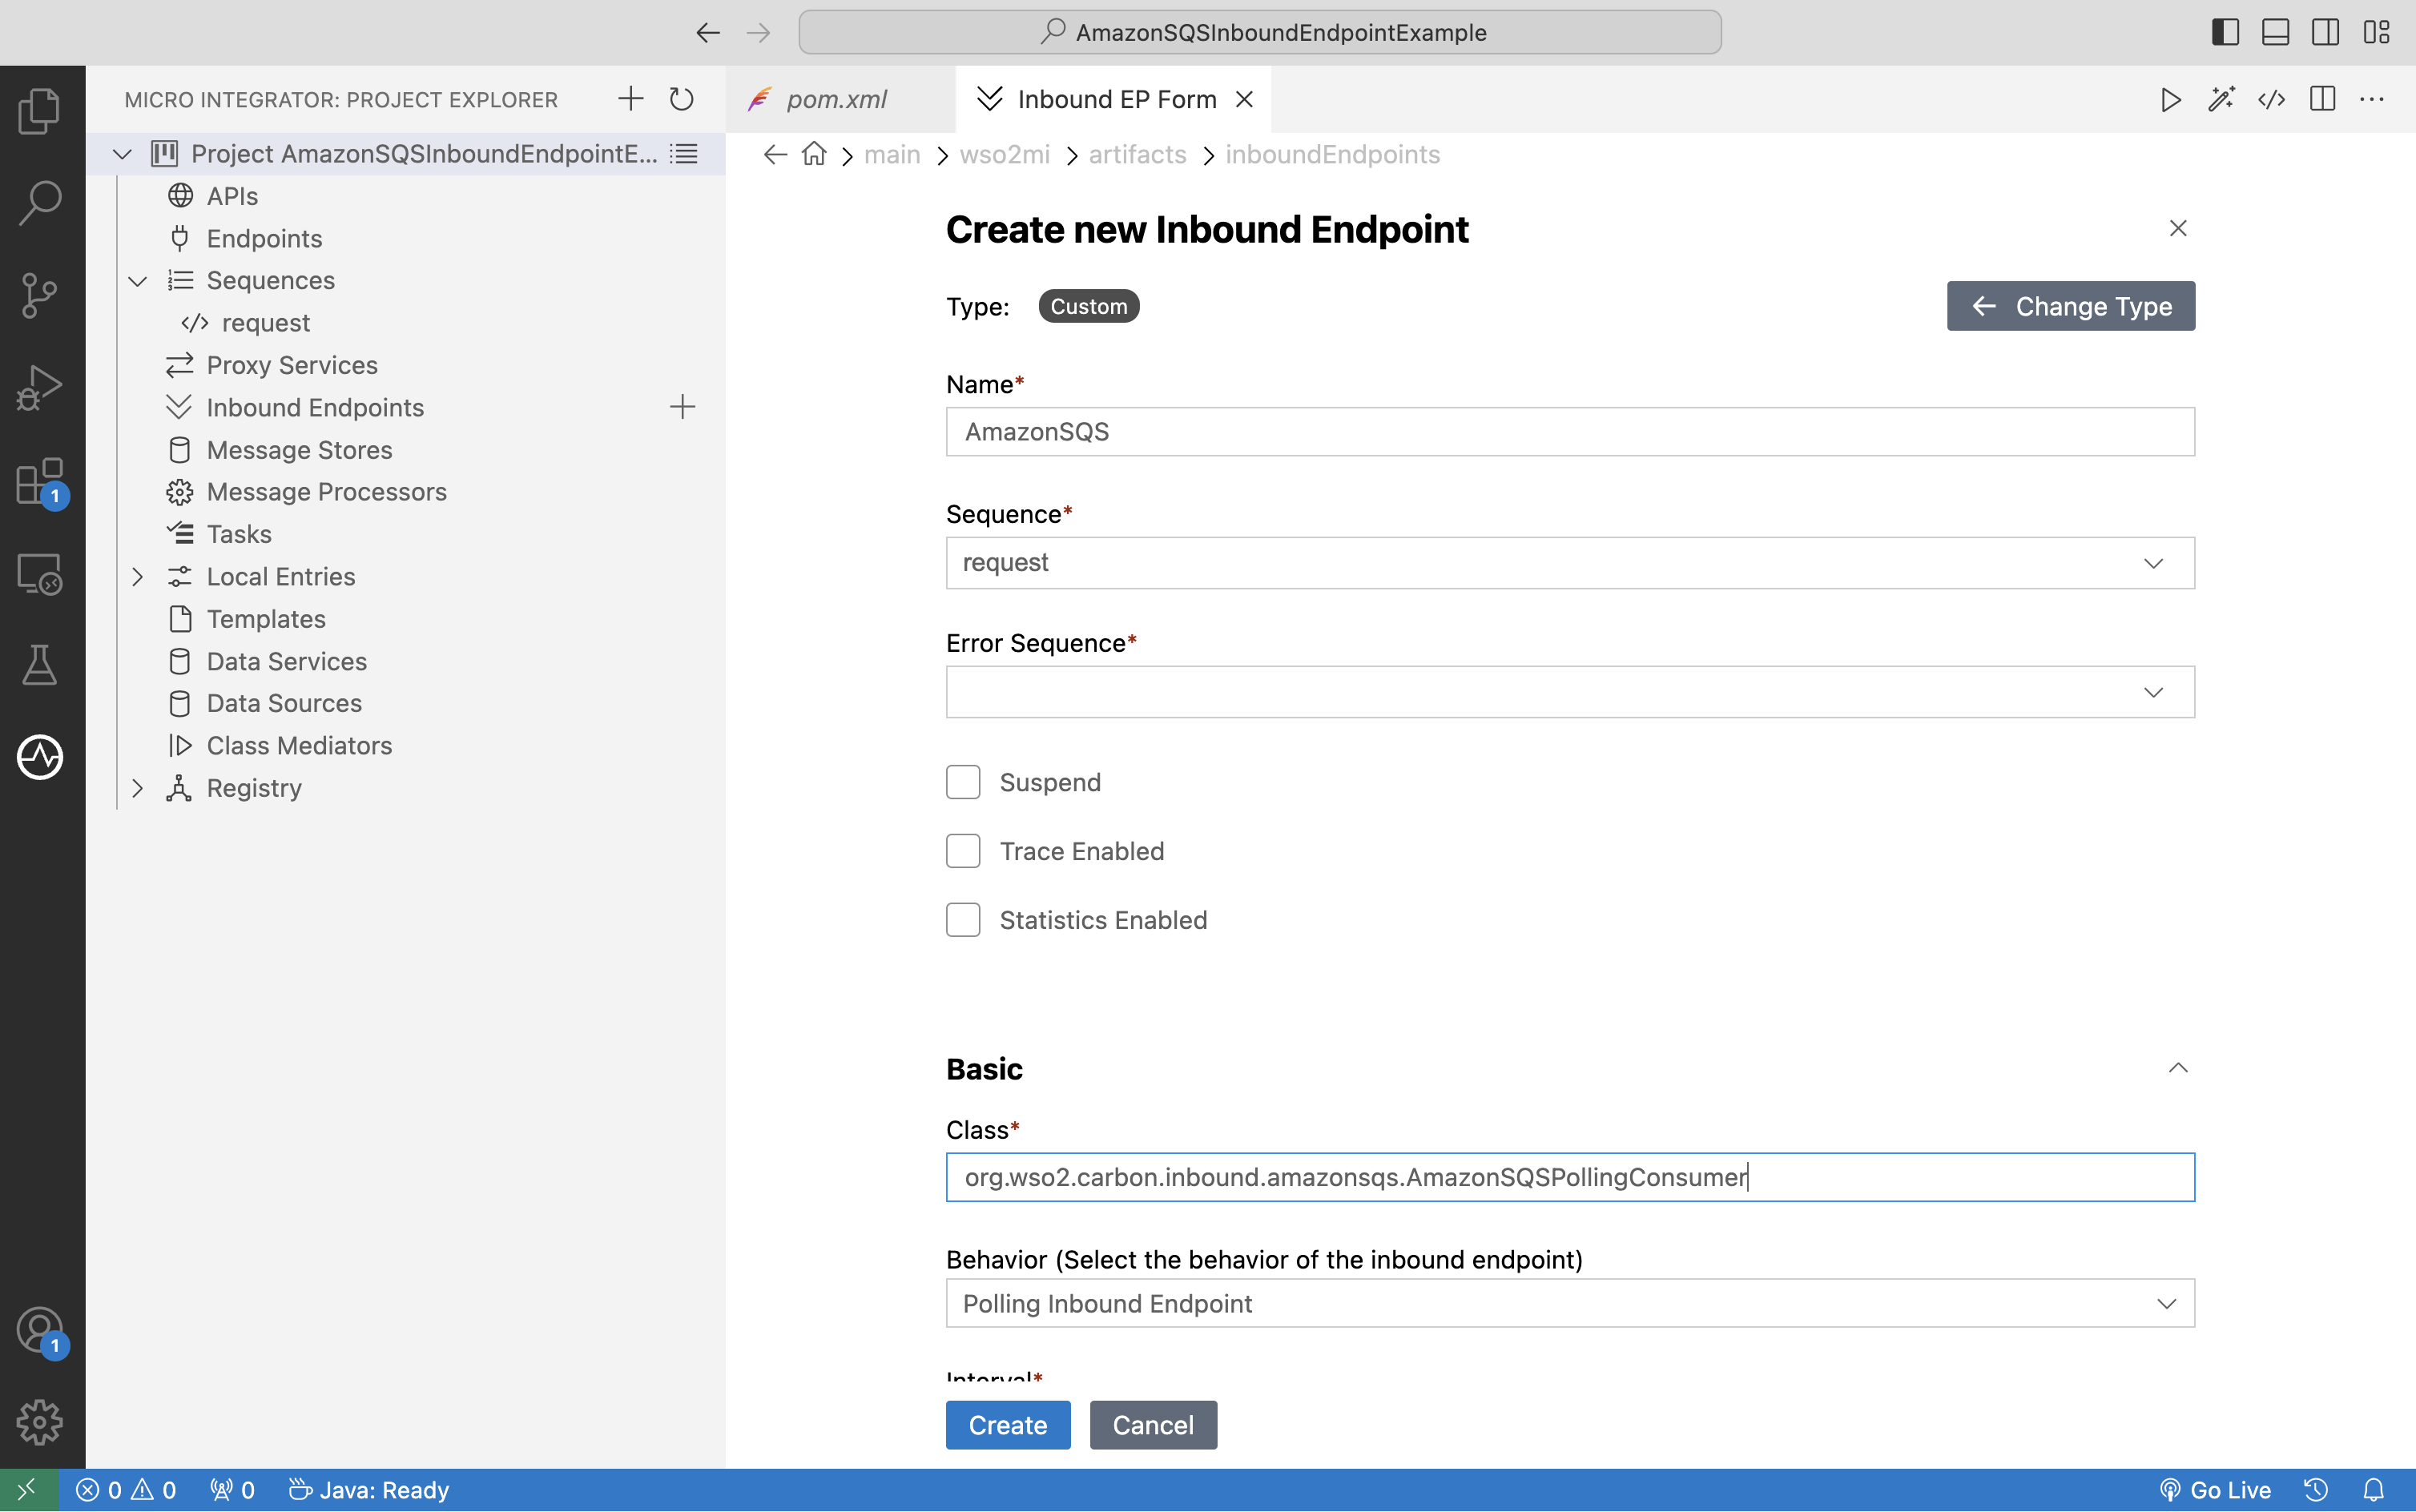 AmazonSQSInboundEndpointExample
MICRO INTEGRATOR: PROJECT EXPLORER
pom.xml
Inbound EP Form
Project AmazonSQSInboundEndpointE...
main > wso2mi > artifacts > inboundEndpoints
APIs
Endpoints
Sequences
request
Proxy Services
Inbound Endpoints
Message Stores
Message Processors
Tasks
Local Entries
Templates
Data Services
Data Sources
Class Mediators
Registry
1
1
Create new Inbound Endpoint
Type: Custom
Change Type
Name*
AmazonSQS
Sequence*
request
Error Sequence*
Suspend
Trace Enabled
Statistics Enabled
Basic
Class*
org.wso2.carbon.inbound.amazonsqs.AmazonSQSPollingConsumer
Behavior (Select the behavior of the inbound endpoint)
Polling Inbound Endpoint
Interval*
Create
Cancel
0 0 0 Java: Ready
Go Live